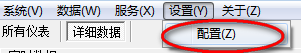 系统(V) 数据(W) 服务(X) 设置(Y) 关于(Z)
所有仪表 详细数据 配置(Z)